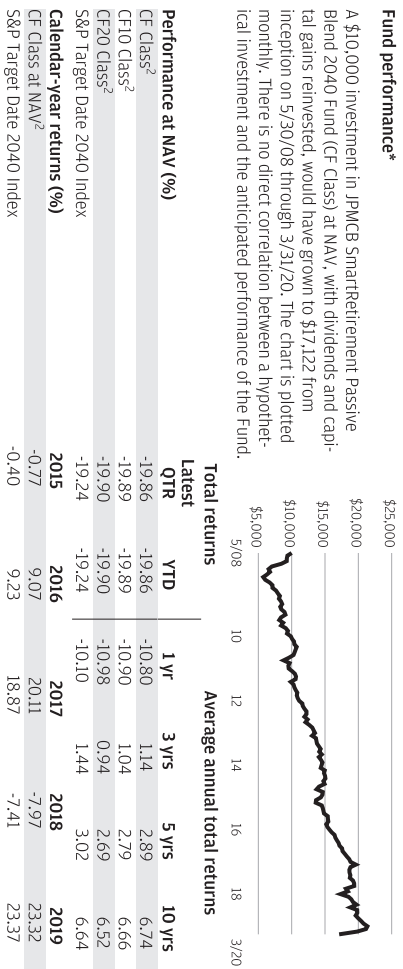 Fund performance*
A $10,000 investment in JPMCB SmartRetirement Passive
Blend 2040 Fund (CF Class) at NAV, with dividends and capi-
tal gains reinvested, would have grown to $17,122 from
inception on 5/30/08 through 3/31/20. The chart is plotted
monthly. There is no direct correlation between a hypothet-
ical investment and the anticipated performance of the Fund.
$25,000
$20,000
$15,000
$10,000
$5,000
5/08 10 12 14 16 18 3/20
Total returns Average annual total returns
Latest
Performance at NAV (%) QTR YTD 1 yr 3 yrs 5 yrs 10 yrs
CF Class² -19.86 -19.86 -10.80 1.14 2.89 6.74
CF10 Class² -19.89 -19.89 -10.90 1.04 2.79 6.66
CF20 Class² -19.90 -19.90 -10.98 0.94 2.69 6.52
S&P Target Date 2040 Index -19.24 -19.24 -10.10 1.44 3.02 6.64
Calendar-year returns (%) 2015 2016 2017 2018 2019
CF Class at NAV² -0.77 9.07 20.11 -7.97 23.32
S&P Target Date 2040 Index -0.40 9.23 18.87 -7.41 23.37